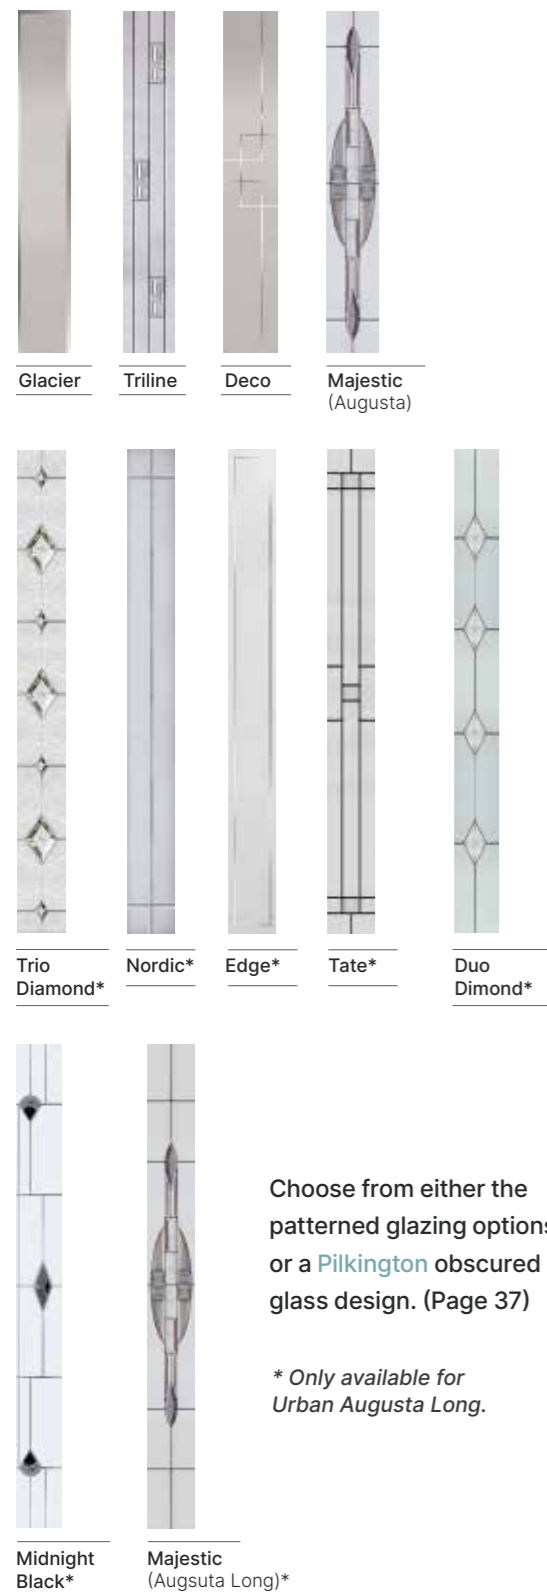 Glacier
Triline
Deco
Majestic
(Augusta)
Trio
Diamond*
Nordic*
Edge*
Tate*
Duo
Dimond*
Choose from either the
patterned glazing options
or a Pilkington obscured
glass design. (Page 37)
* Only available for
Urban Augusta Long.
Midnight
Black*
Majestic
(Augsuta Long)*